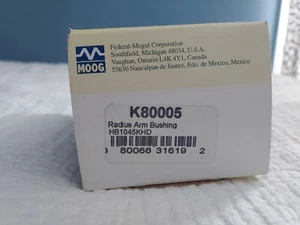 MOOG
Federal-Mogul Corporation
Southfield, Michigan 48034, U.S.A.
Vaughan, Ontario L4K 4Y1, Canada
53630 Naucalpan de Juarez, Edo. de Mexico, Mexico
K80005
Radius Arm Bushing
HB1045KHD
0 80066 31619 2